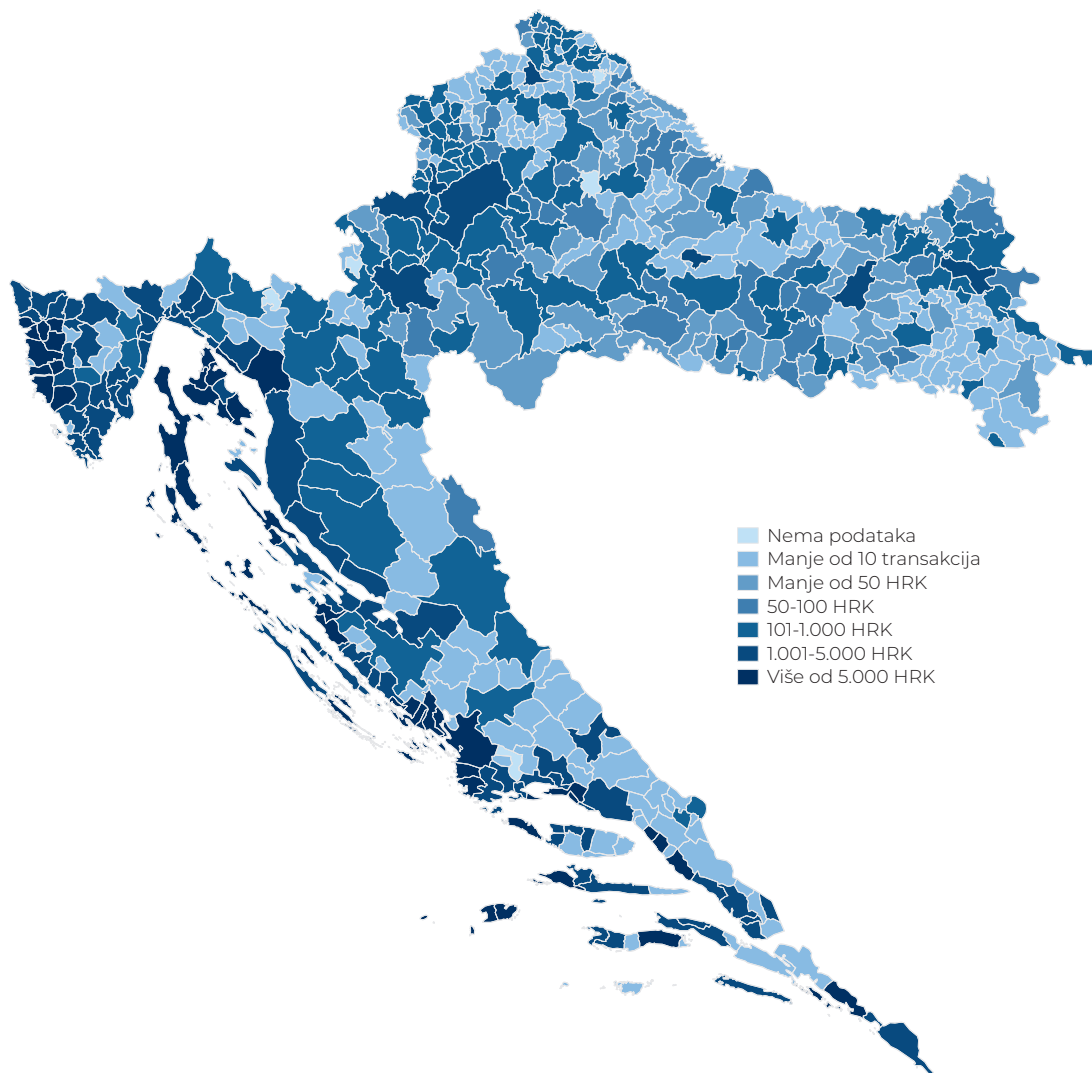 Nema podataka
Manje od 10 transakcija
Manje od 50 HRK
50-100 HRK
101-1.000 HRK
1.001-5.000 HRK
Više od 5.000 HRK